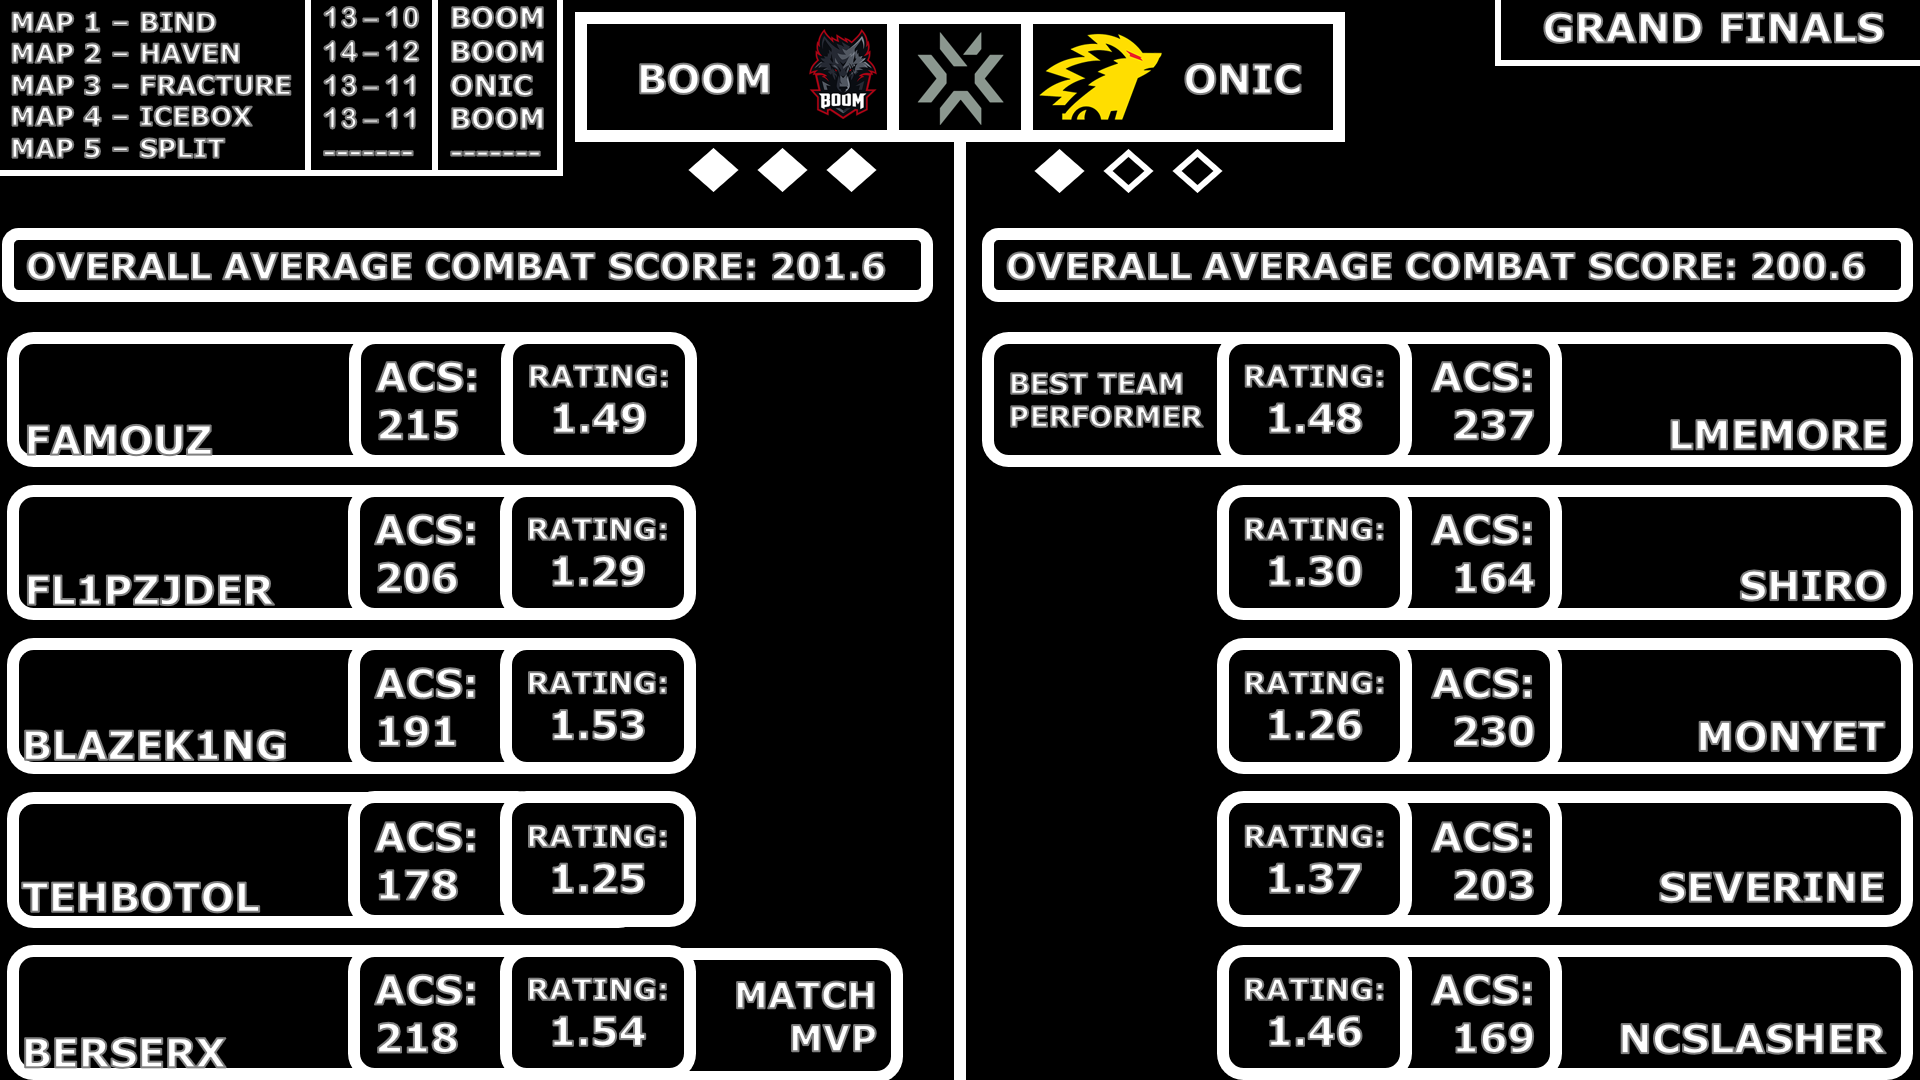 MAP 1 – BIND
MAP 2 – HAVEN
MAP 3 – FRACTURE
MAP 4 – ICEBOX
MAP 5 – SPLIT
13–10
14–12
13–11
13–11
-------
BOOM
BOOM
ONIC
BOOM
-------
BOOM
BOOM
ONIC
GRAND FINALS
OVERALL AVERAGE COMBAT SCORE: 201.6
FAMOUZ
ACS:
215
RATING:
1.49
FL1PZJDER
ACS:
206
RATING:
1.29
BLAZEK1NG
ACS:
191
RATING:
1.53
TEHBOTOL
ACS:
178
RATING:
1.25
BERSERX
ACS:
218
RATING:
1.54
MATCH
MVP
OVERALL AVERAGE COMBAT SCORE: 200.6
BEST TEAM
PERFORMER
RATING:
1.48
ACS:
237
LMEMORE
RATING:
1.30
ACS:
164
SHIRO
RATING:
1.26
ACS:
230
MONYET
RATING:
1.37
ACS:
203
SEVERINE
RATING:
1.46
ACS:
169
NCSLASHER